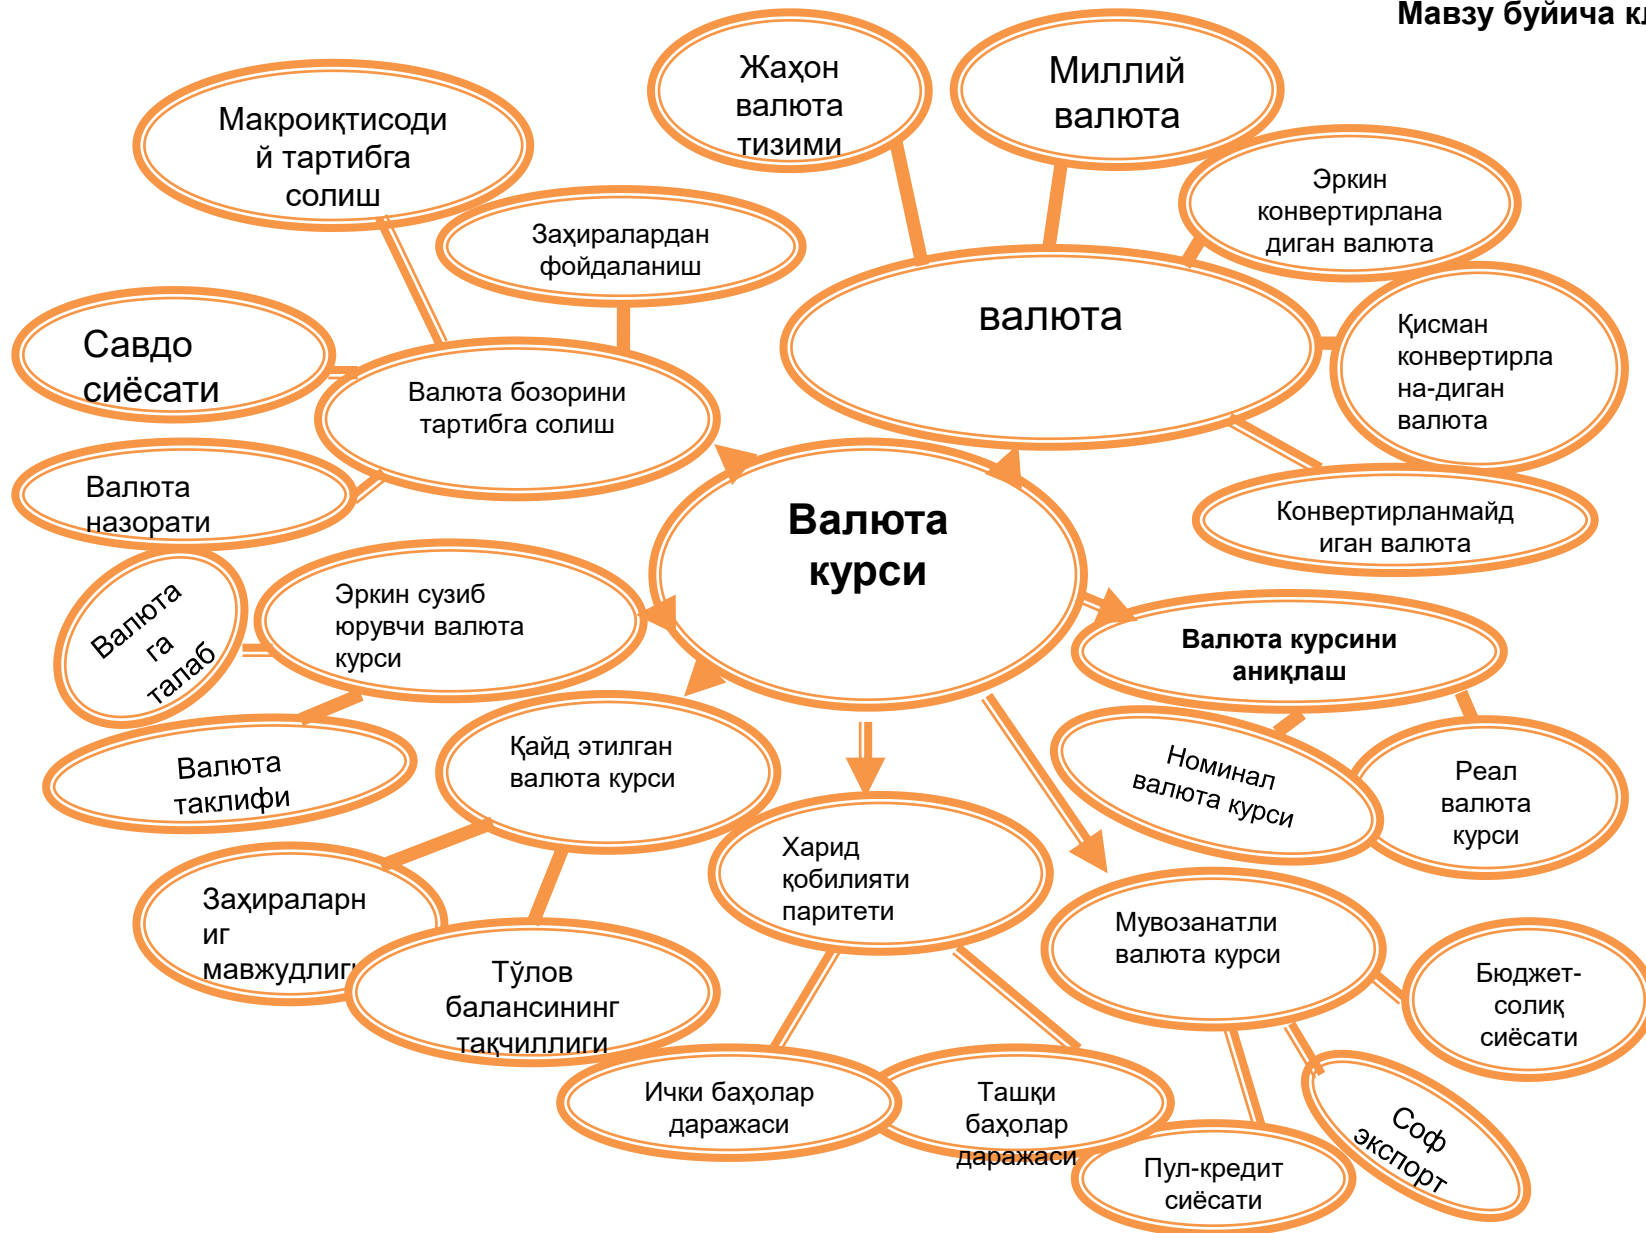 Мавзу буйича к
Жаҳон
валюта
тизими
Миллий
валюта
Макроиқтисоди
й тартибга
солиш
Эркин
конвертирлана
диган валюта
Заҳиралардан
фойдаланиш
валюта
Қисман
конвертирла
на-диган
валюта
Савдо
сиёсати
Валюта бозорини
тартибга солиш
Валюта
назорати
Валюта
курси
Конвертирланмайд
иган валюта
Валюта
га
талаб
Эркин сузиб
юрувчи валюта
курси
Валюта курсини
аниқлаш
Валюта
таклифи
Қайд этилган
валюта курси
Номинал
валюта курси
Реал
валюта
курси
Харид
қобилияти
паритети
Заҳираларн
иг
мавжудлиги
Мувозанатли
валюта курси
Тўлов
балансининг
тақчиллиги
Бюджет-
солиқ
сиёсати
Ички баҳолар
даражаси
Ташқи
баҳолар
даражаси
Соф
экспорт
Пул-кредит
сиёсати